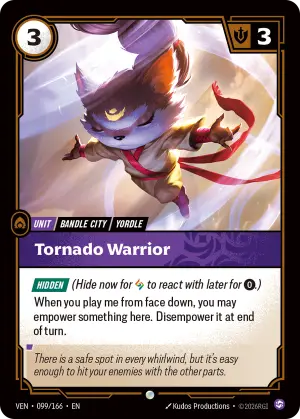 3
3
UNIT / BANDLE CITY / YORDLE
Tornado Warrior
HIDDEN (Hide now for to react with later for 0.)
When you play me from face down, you may
empower something here. Disempower it at end
of turn.
There is a safe spot in every whirlwind, but it's easy
enough to hit your enemies with the other parts.
VEN • 099/166 • EN
Kudos Productions • ©2026RGI